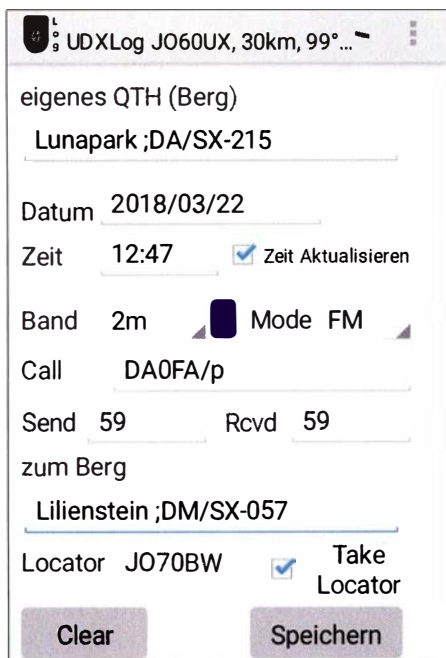 Log UDXLog JO60UX, 30km, 99°...
eigenes QTH (Berg)
Lunapark ;DA/SX-215
Datum 2018/03/22
Zeit 12:47 Zeit Aktualisieren
Band 2m Mode FM
Call DA0FA/p
Send 59 Rcvd 59
zum Berg
Lilienstein ;DM/SX-057
Locator JO70BW Take
Locator
Clear Speichern